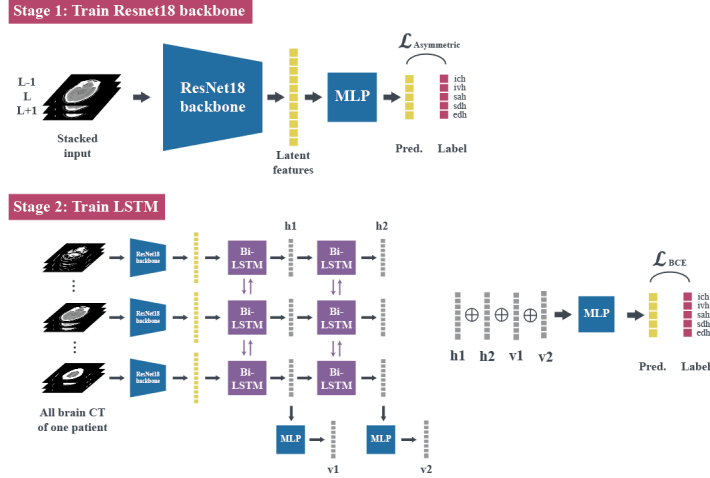 Stage 1: Train Resnet18 backbone
L-1
L
L+1
Stacked
input
ResNet18
backbone
Latent
features
MLP
ℒ Asymmetric
ich
ivh
sah
sdh
edh
Pred.
Label
Stage 2: Train LSTM
h1
h2
ResNet18
backbone
Bi-
LSTM
Bi-
LSTM
⋮
ResNet18
backbone
Bi-
LSTM
Bi-
LSTM
⋮
ResNet18
backbone
Bi-
LSTM
Bi-
LSTM
All brain CT
of one patient
MLP
v1
MLP
v2
h1 ⊕ h2 ⊕ v1 ⊕ v2
MLP
ℒ BCE
ich
ivh
sah
sdh
edh
Pred.
Label